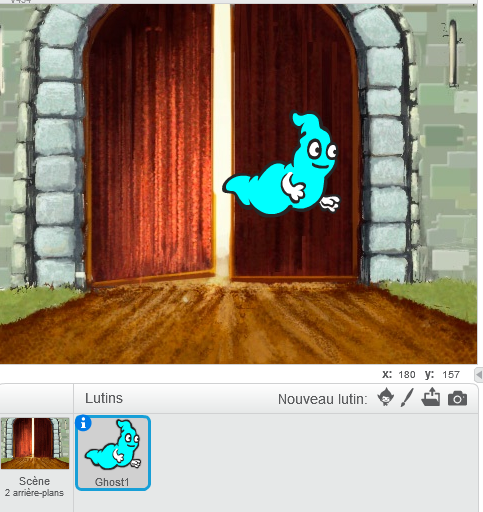 x: 180 y: 157
Lutins Nouveau lutin:
Scène
2 arrière-plans
Ghost1